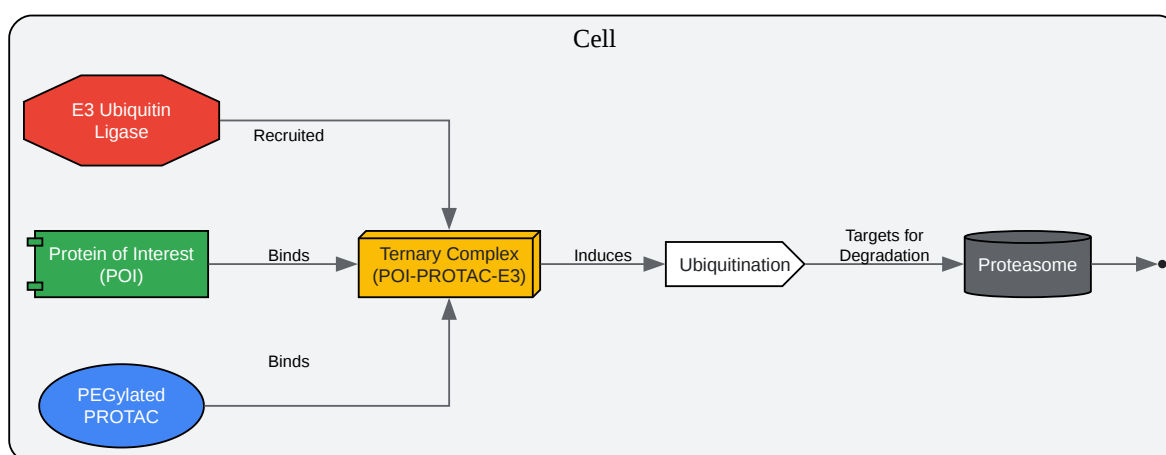 Cell
E3 Ubiquitin
Ligase
Recruited
Protein of Interest
(POI)
Binds
Ternary Complex
(POI-PROTAC-E3)
Induces
Ubiquitination
Targets for
Degradation
Proteasome
Binds
PEGylated
PROTAC